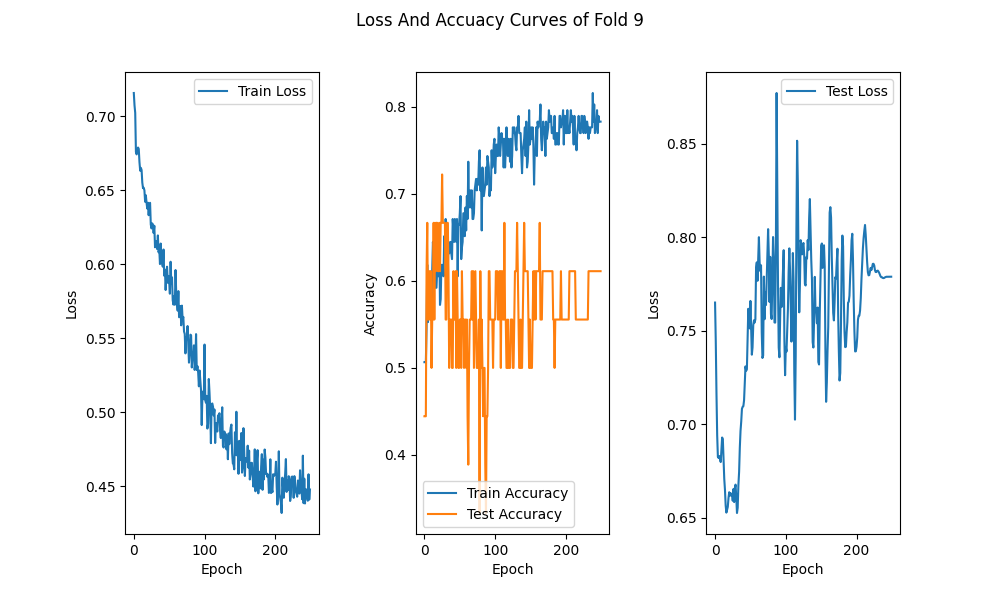 Loss And Accuacy Curves of Fold 9
Train Loss
0.70
0.65
0.60
0.55
0.50
0.45
Loss
0
100
200
Epoch
0.8
0.7
0.6
0.5
0.4
Accuracy
Train Accuracy
Test Accuracy
0
100
200
Epoch
Test Loss
0.85
0.80
0.75
0.70
0.65
Loss
0
100
200
Epoch